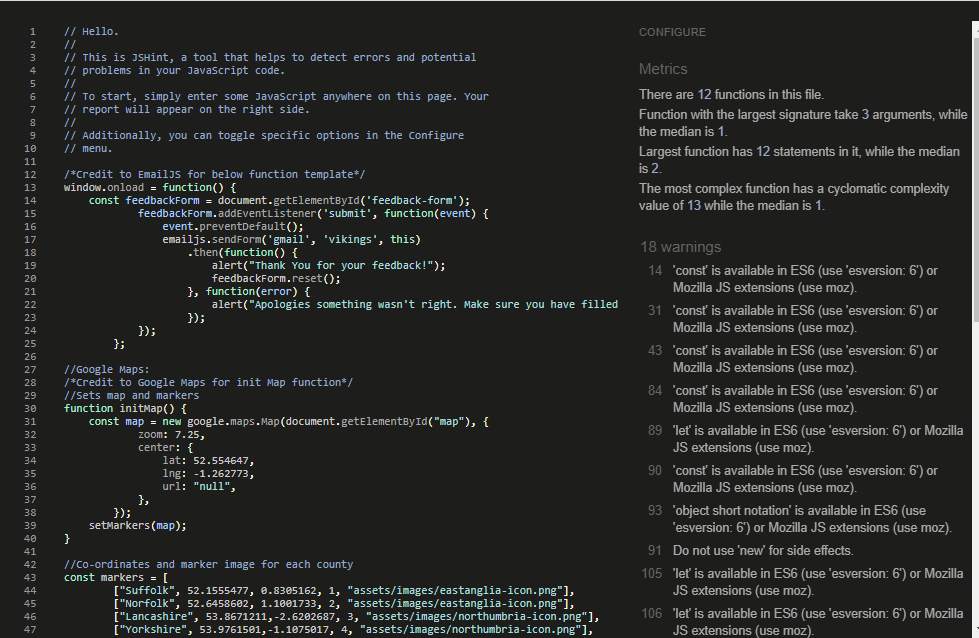 1 // Hello.
2 //
3 // This is JSHint, a tool that helps to detect errors and potential
4 // problems in your JavaScript code.
5 //
6 // To start, simply enter some JavaScript anywhere on this page. Your
7 // report will appear on the right side.
8 //
9 // Additionally, you can toggle specific options in the Configure
10 // menu.
11
12 /*Credit to EmailJS for below function template*/
13 window.onload = function() {
14 const feedbackForm = document.getElementById('feedback-form');
15 feedbackForm.addEventListener('submit', function(event) {
16 event.preventDefault();
17 emailjs.sendForm('gmail', 'vikings', this)
18 .then(function() {
19 alert("Thank You for your feedback!");
20 feedbackForm.reset();
21 }, function(error) {
22 alert("Apologies something wasn't right. Make sure you have filled
23 });
24 });
25 };
26
27 //Google Maps:
28 /*Credit to Google Maps for init Map function*/
29 //Sets map and markers
30 function initMap() {
31 const map = new google.maps.Map(document.getElementById("map"), {
32 zoom: 7.25,
33 center: {
34 lat: 52.554647,
35 lng: -1.262773,
36 url: "null",
37 },
38 });
39 setMarkers(map);
40 }
41
42 //Co-ordinates and marker image for each county
43 const markers = [
44 ["Suffolk", 52.1555477, 0.8305162, 1, "assets/images/eastanglia-icon.png"],
45 ["Norfolk", 52.6458602, 1.1001733, 2, "assets/images/eastanglia-icon.png"],
46 ["Lancashire", 53.8671211,-2.6202687, 3, "assets/images/northumbria-icon.png"],
47 ["Yorkshire", 53.9761501,-1.1075017, 4, "assets/images/northumbria-icon.png"],
CONFIGURE
Metrics
There are 12 functions in this file.
Function with the largest signature take 3 arguments, while
the median is 1.
Largest function has 12 statements in it, while the median
is 2.
The most complex function has a cyclomatic complexity
value of 13 while the median is 1.
18 warnings
14 'const' is available in ES6 (use 'esversion: 6') or
Mozilla JS extensions (use moz).
31 'const' is available in ES6 (use 'esversion: 6') or
Mozilla JS extensions (use moz).
43 'const' is available in ES6 (use 'esversion: 6') or
Mozilla JS extensions (use moz).
84 'const' is available in ES6 (use 'esversion: 6') or
Mozilla JS extensions (use moz).
89 'let' is available in ES6 (use 'esversion: 6') or Mozilla
JS extensions (use moz).
90 'const' is available in ES6 (use 'esversion: 6') or
Mozilla JS extensions (use moz).
93 'object short notation' is available in ES6 (use
'esversion: 6') or Mozilla JS extensions (use moz).
91 Do not use 'new' for side effects.
105 'let' is available in ES6 (use 'esversion: 6') or Mozilla
JS extensions (use moz).
106 'let' is available in ES6 (use 'esversion: 6') or Mozilla
JS extensions (use moz).